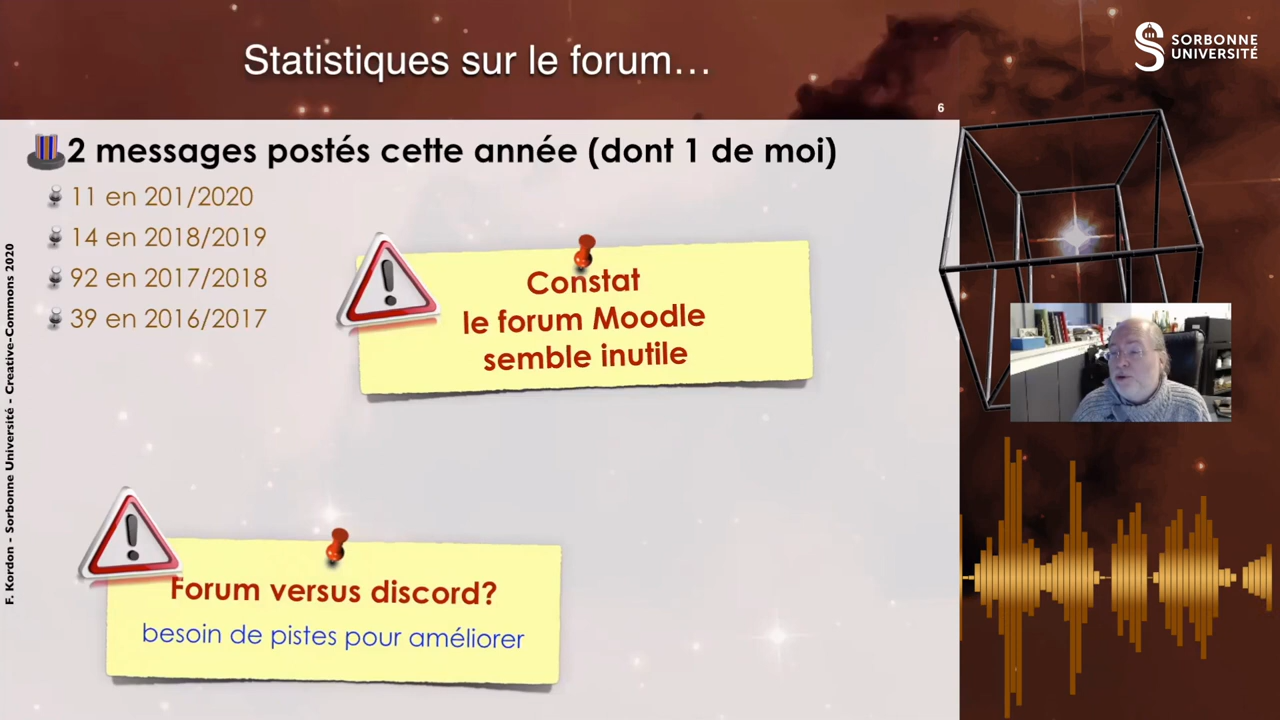 Statistiques sur le forum…
SORBONNE
UNIVERSITÉ
6
2 messages postés cette année (dont 1 de moi)
11 en 201/2020
14 en 2018/2019
92 en 2017/2018
39 en 2016/2017
Constat
le forum Moodle
semble inutile
Forum versus discord?
besoin de pistes pour améliorer
F. Kordon - Sorbonne Université - Creative-Commons 2020